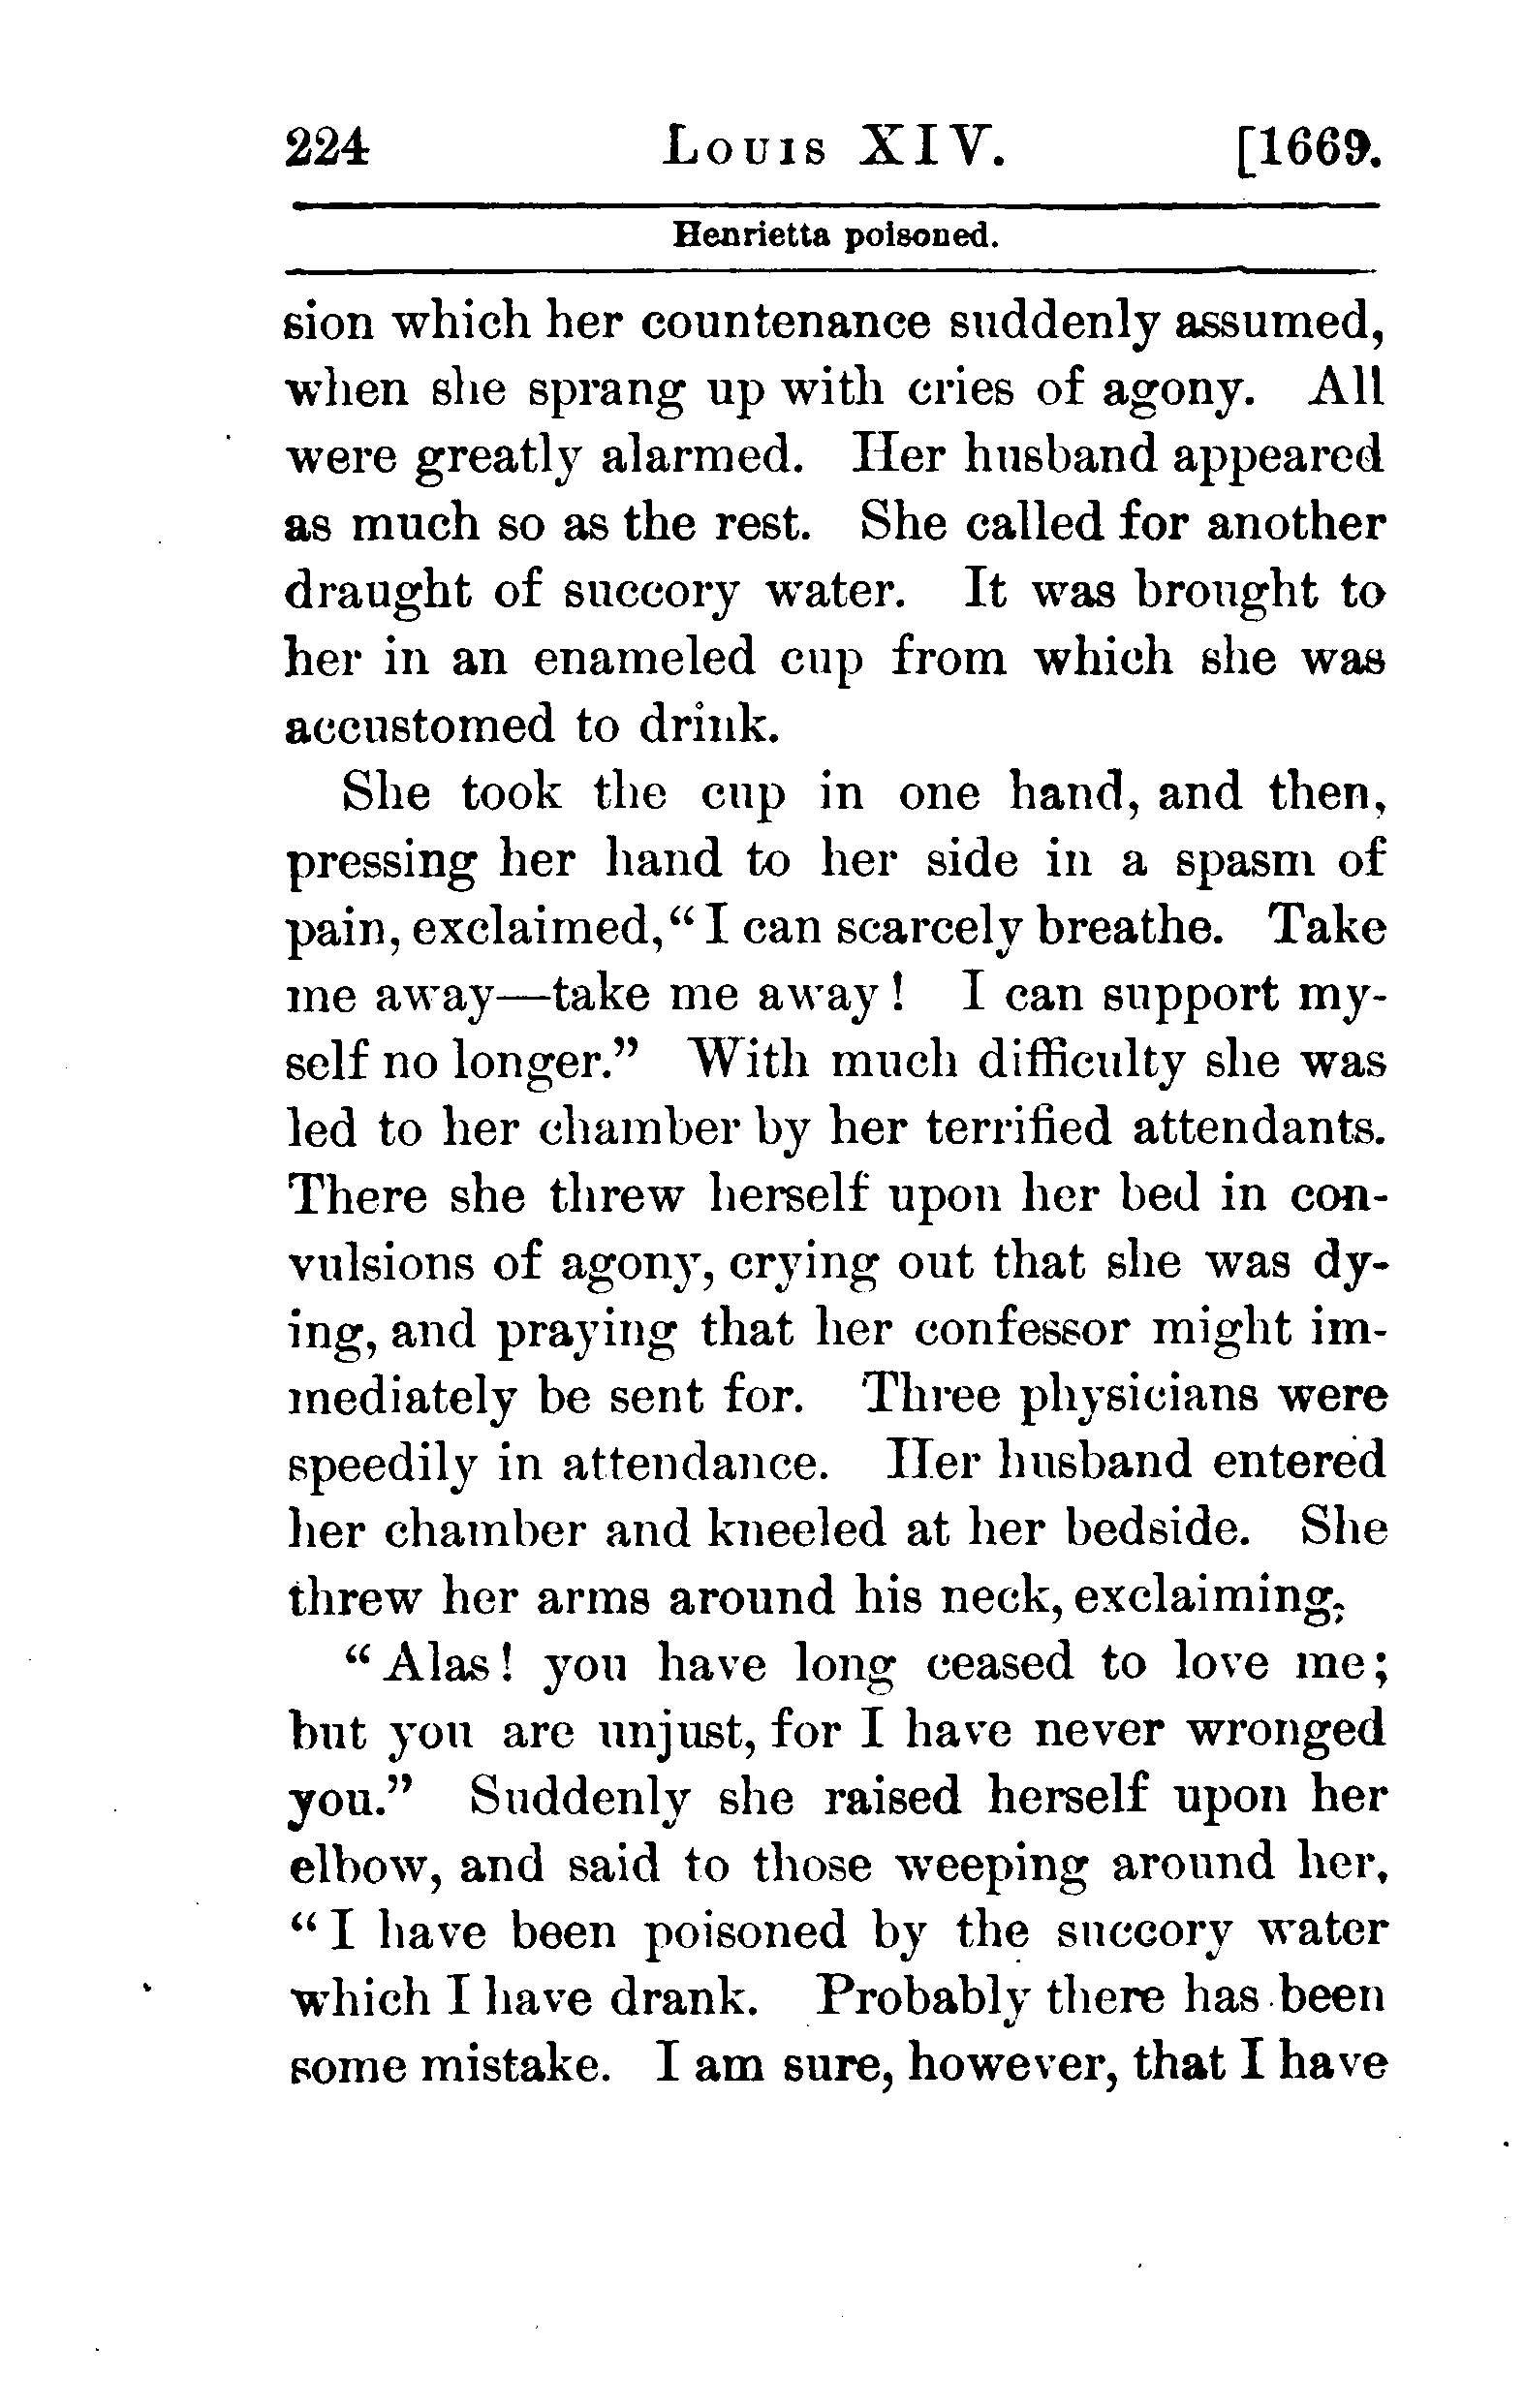 224 Louis XIV. [1669.
Henrietta poisoned.
sion which her countenance suddenly assumed,
when she sprang up with cries of agony. All
were greatly alarmed. Her husband appeared
as much so as the rest. She called for another
draught of succory water. It was brought to
her in an enameled cup from which she was
accustomed to drink.
She took the cup in one hand, and then,
pressing her hand to her side in a spasm of
pain, exclaimed, “I can scarcely breathe. Take
me away—take me away! I can support my-
self no longer.” With much difficulty she was
led to her chamber by her terrified attendants.
There she threw herself upon her bed in con-
vulsions of agony, crying out that she was dy-
ing, and praying that her confessor might im-
mediately be sent for. Three physicians were
speedily in attendance. Her husband entered
her chamber and kneeled at her bedside. She
threw her arms around his neck, exclaiming,
“Alas! you have long ceased to love me;
but you are unjust, for I have never wronged
you.” Suddenly she raised herself upon her
elbow, and said to those weeping around her,
“I have been poisoned by the succory water
which I have drank. Probably there has been
some mistake. I am sure, however, that I have